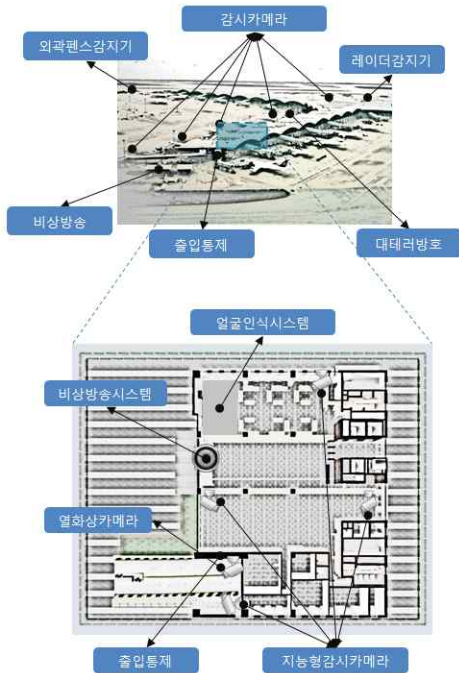 감시카메라
외곽펜스감지기
레이더감지기
비상방송
출입통제
대테러방호
얼굴인식시스템
비상방송시스템
열화상카메라
출입통제
지능형감시카메라